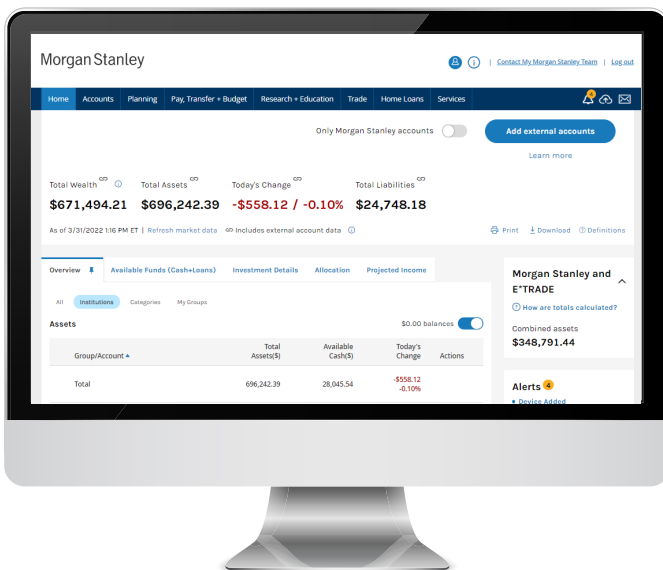 Morgan Stanley
Contact My Morgan Stanley Team | Log out
Home Accounts Planning Pay, Transfer + Budget Research + Education Trade Home Loans Services 4
Only Morgan Stanley accounts
Add external accounts
Learn more
Total Wealth Total Assets Today's Change Total Liabilities
$671,494.21 $696,242.39 -$558.12 / -0.10% $24,748.18
As of 3/31/2022 1:16 PM ET | Refresh market data Includes external account data
Print Download Definitions
Overview Available Funds (Cash+Loans) Investment Details Allocation Projected Income
All Institutions Categories My Groups
Assets $0.00 balances
Group/Account Total Assets($) Available Cash($) Today's Change Actions
Total 696,242.39 28,045.54 -$558.12
-0.10%
Morgan Stanley and
E*TRADE
How are totals calculated?
Combined assets
$348,791.44
Alerts 4
Device Added